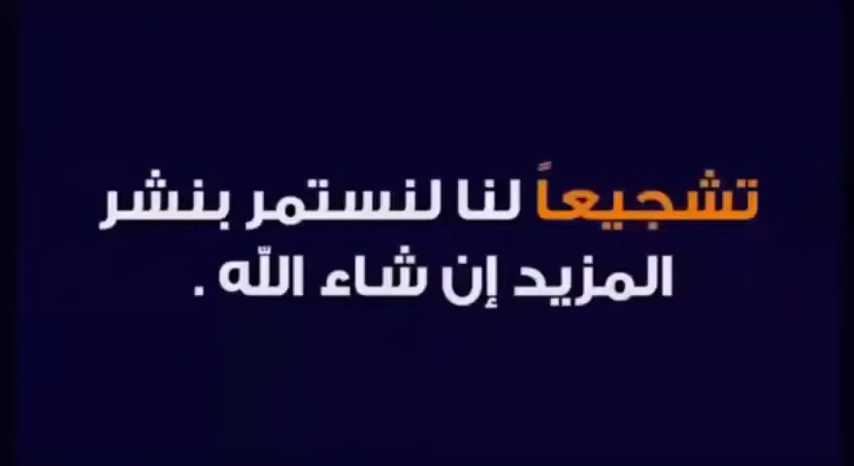 تشجيعاً لنا لنستمر بنشر
المزيد إن شاء الله .